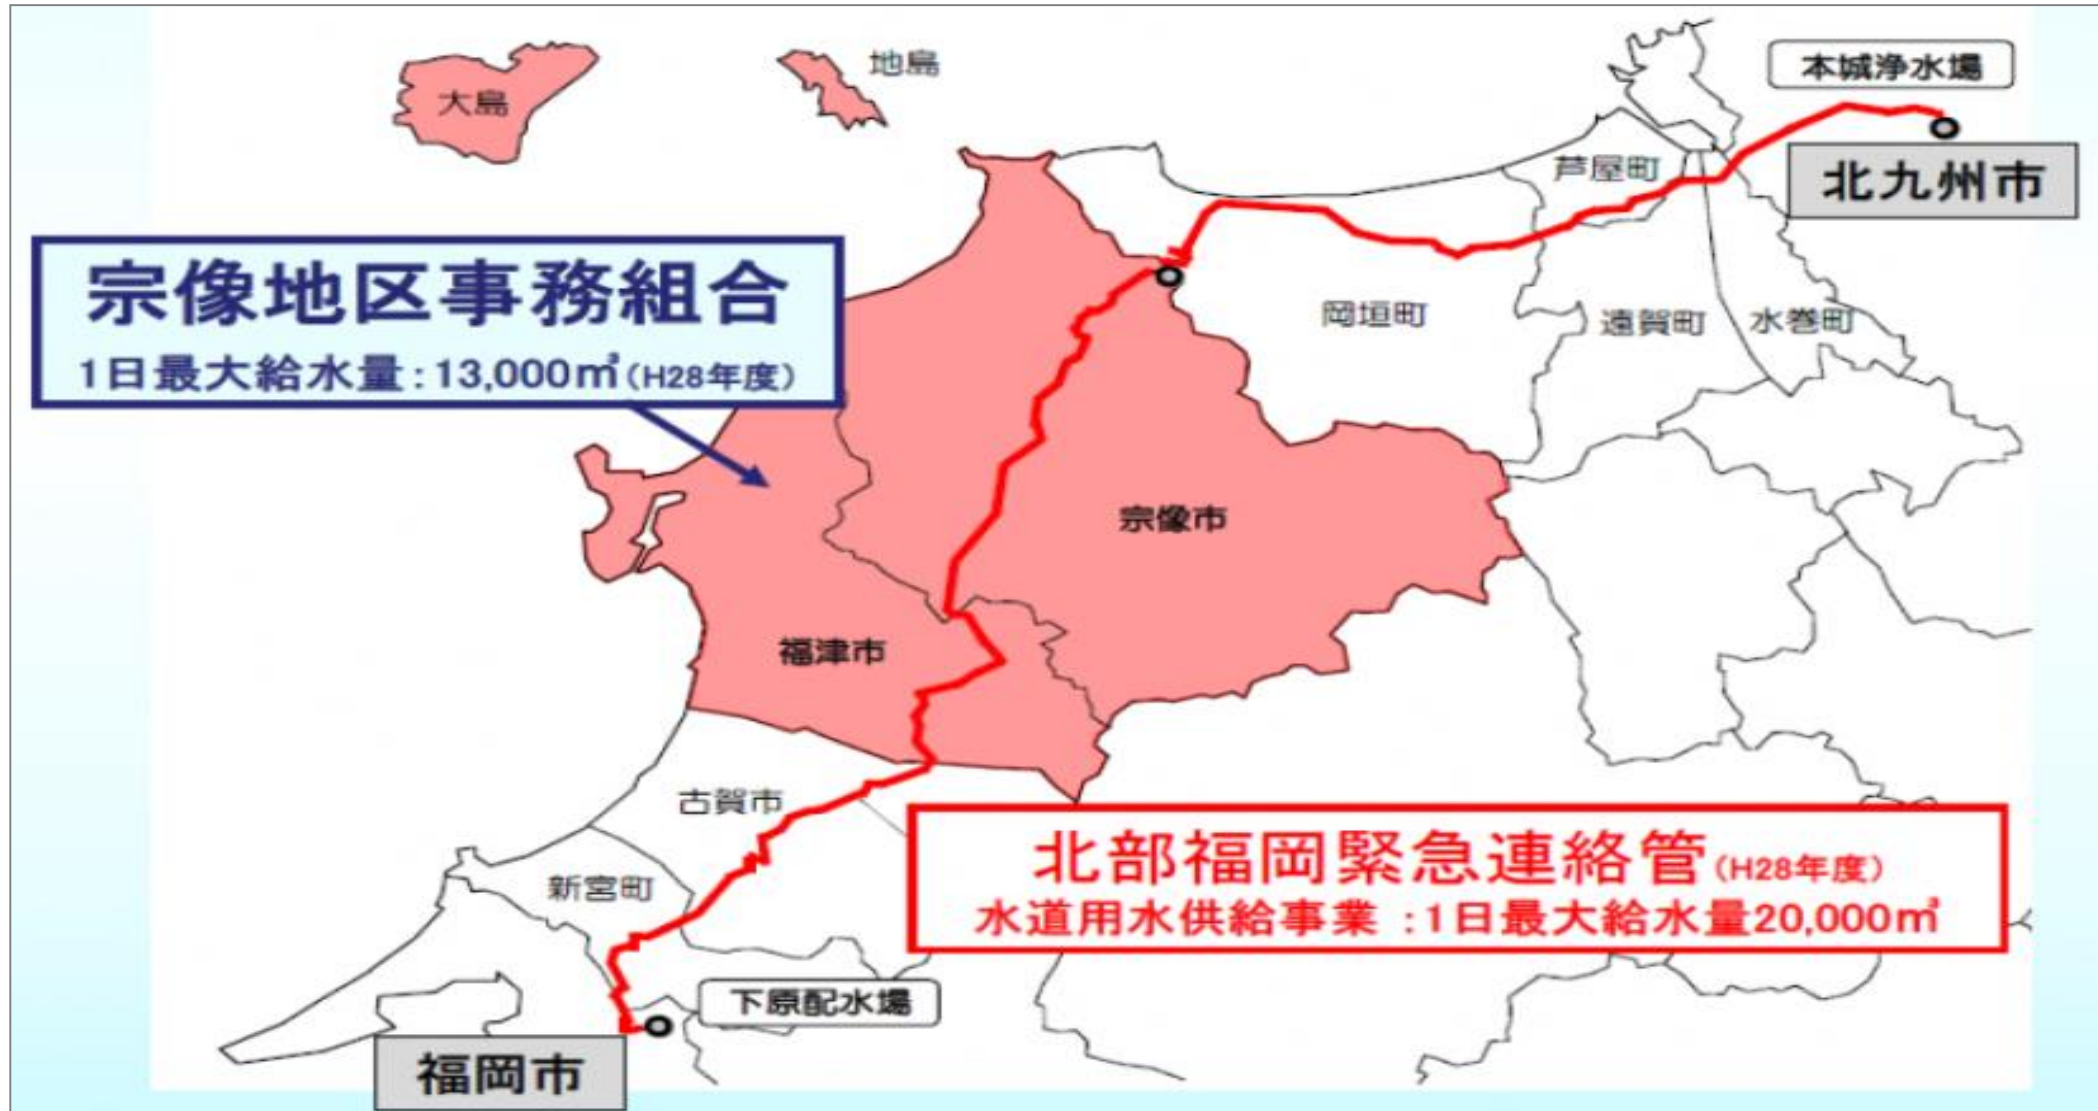 大島
地島
本城浄水場
芦屋町
北九州市
宗像地区事務組合
1日最大給水量:13,000㎥(H28年度)
岡垣町
遠賀町
水巻町
宗像市
福津市
古賀市
北部福岡緊急連絡管(H28年度)
水道用水供給事業 :1日最大給水量20,000㎥
新宮町
下原配水場
福岡市